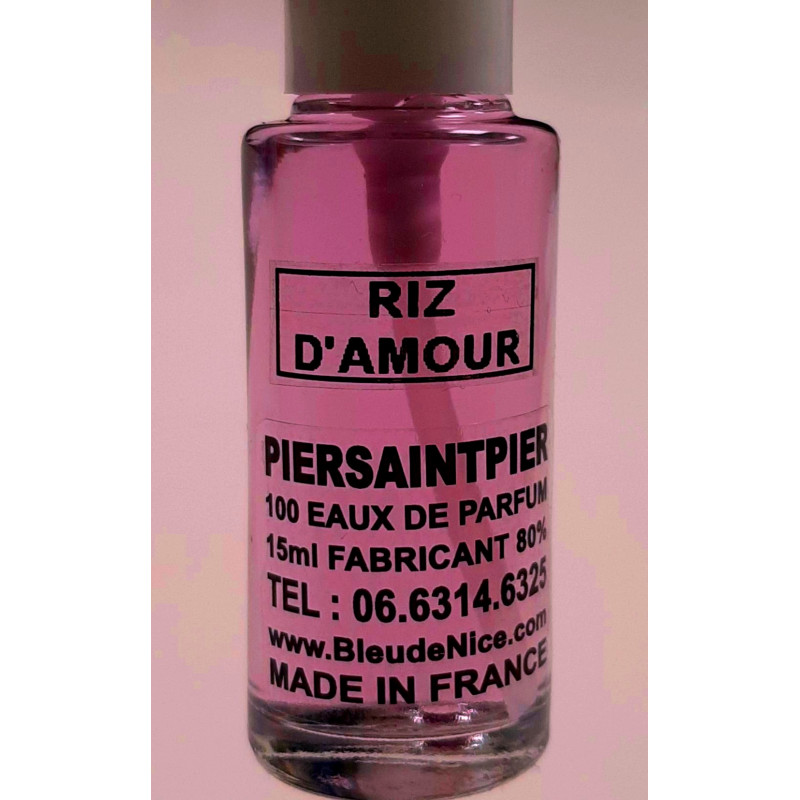 RIZ
D'AMOUR
PIERSAINTPIER
100 EAUX DE PARFUM
15ml FABRICANT 80%
TEL : 06.6314.6325
www.BleudeNice.com
MADE IN FRANCE